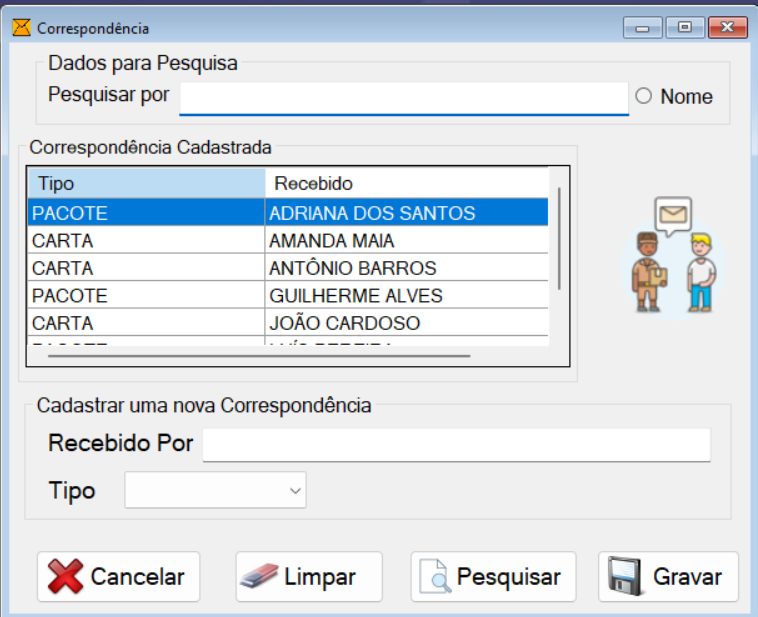 Correspondência
Dados para Pesquisa
Pesquisar por
Nome
Correspondência Cadastrada
Tipo Recebido
PACOTE ADRIANA DOS SANTOS
CARTA AMANDA MAIA
CARTA ANTÔNIO BARROS
PACOTE GUILHERME ALVES
CARTA JOÃO CARDOSO
Cadastrar uma nova Correspondência
Recebido Por
Tipo
Cancelar Limpar Pesquisar Gravar